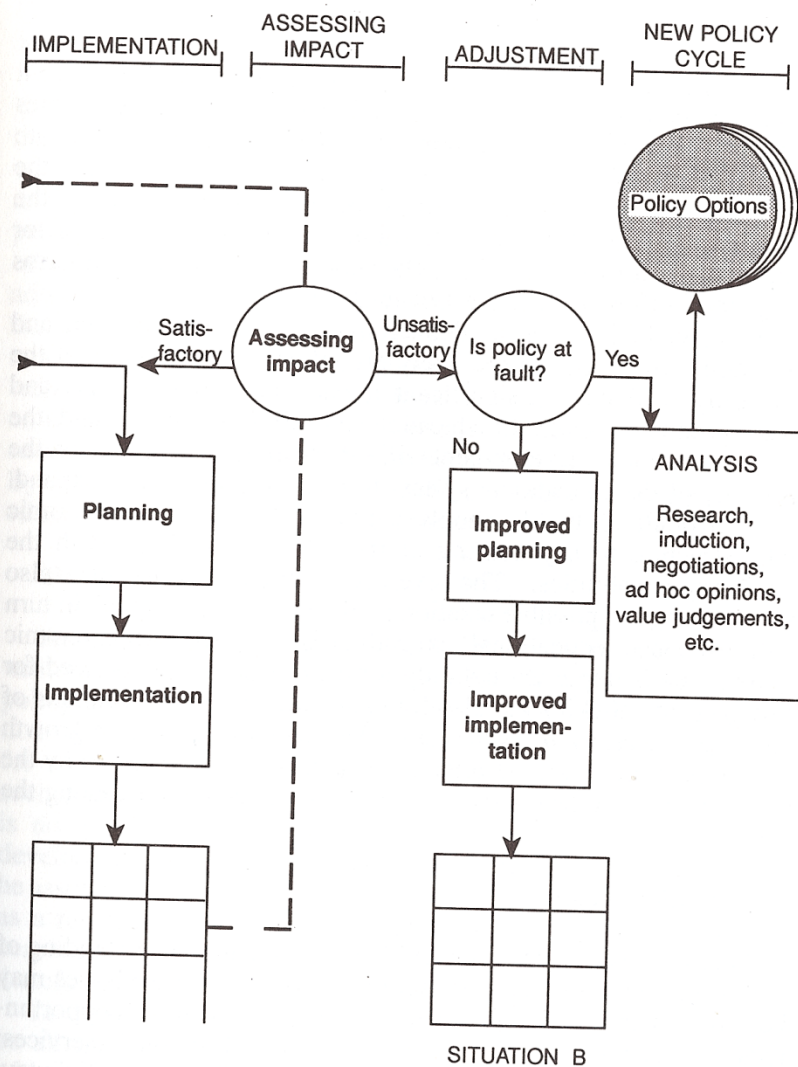 IMPLEMENTATION
ASSESSING
IMPACT
ADJUSTMENT
NEW POLICY
CYCLE
Policy Options
Satis-
factory
Assessing
impact
Unsatis-
factory
Is policy at
fault?
Yes
No
Planning
Implementation
Improved
planning
Improved
implemen-
tation
ANALYSIS
Research,
induction,
negotiations,
ad hoc opinions,
value judgements,
etc.
SITUATION B